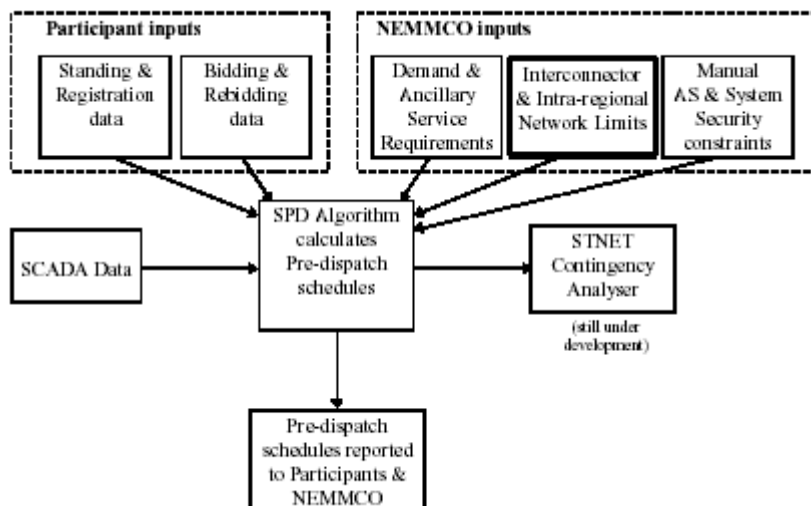 Participant inputs
NEMMCO inputs
Standing &
Registration
data
Bidding &
Rebidding
data
Demand &
Ancillary
Service
Requirements
Interconnector
& Intra-regional
Network Limits
Manual
AS & System
Security
constraints
SCADA Data
SPD Algorithm
calculates
Pre-dispatch
schedules
STNET
Contingency
Analyser
(still under
development)
Pre-dispatch
schedules reported
to Participants &
NEMMCO